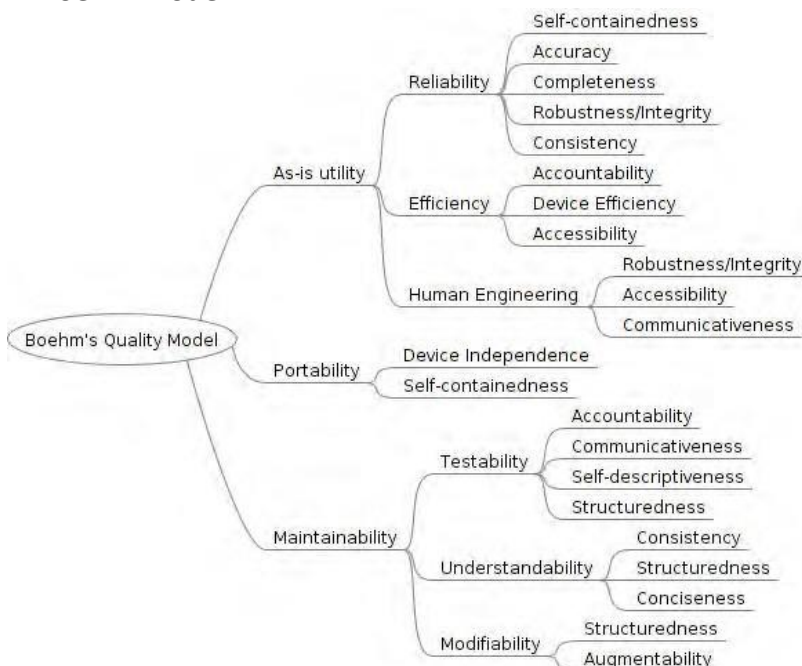 Boehm's Quality Model
As-is utility
Reliability
Self-containedness
Accuracy
Completeness
Robustness/Integrity
Consistency
Efficiency
Accountability
Device Efficiency
Accessibility
Human Engineering
Robustness/Integrity
Accessibility
Communicativeness
Portability
Device Independence
Self-containedness
Maintainability
Testability
Accountability
Communicativeness
Self-descriptiveness
Structuredness
Understandability
Consistency
Structuredness
Conciseness
Modifiability
Structuredness
Augmentability